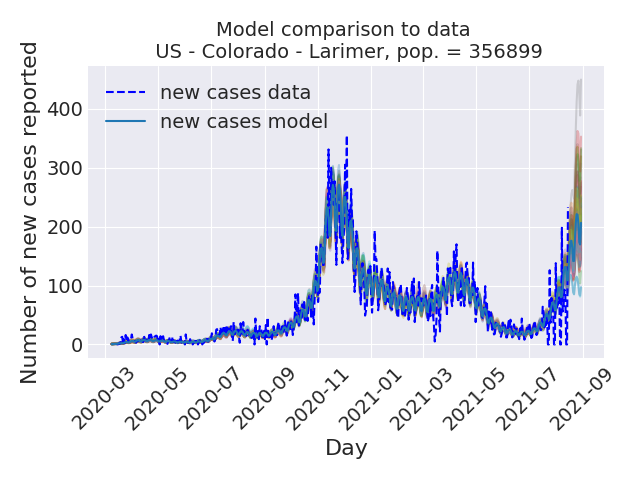 Model comparison to data
US - Colorado - Larimer, pop. = 356899
Number of new cases reported
400
300
200
100
0
new cases data
new cases model
2020-03
2020-05
2020-07
2020-09
2020-11
2021-01
2021-03
2021-05
2021-07
2021-09
Day